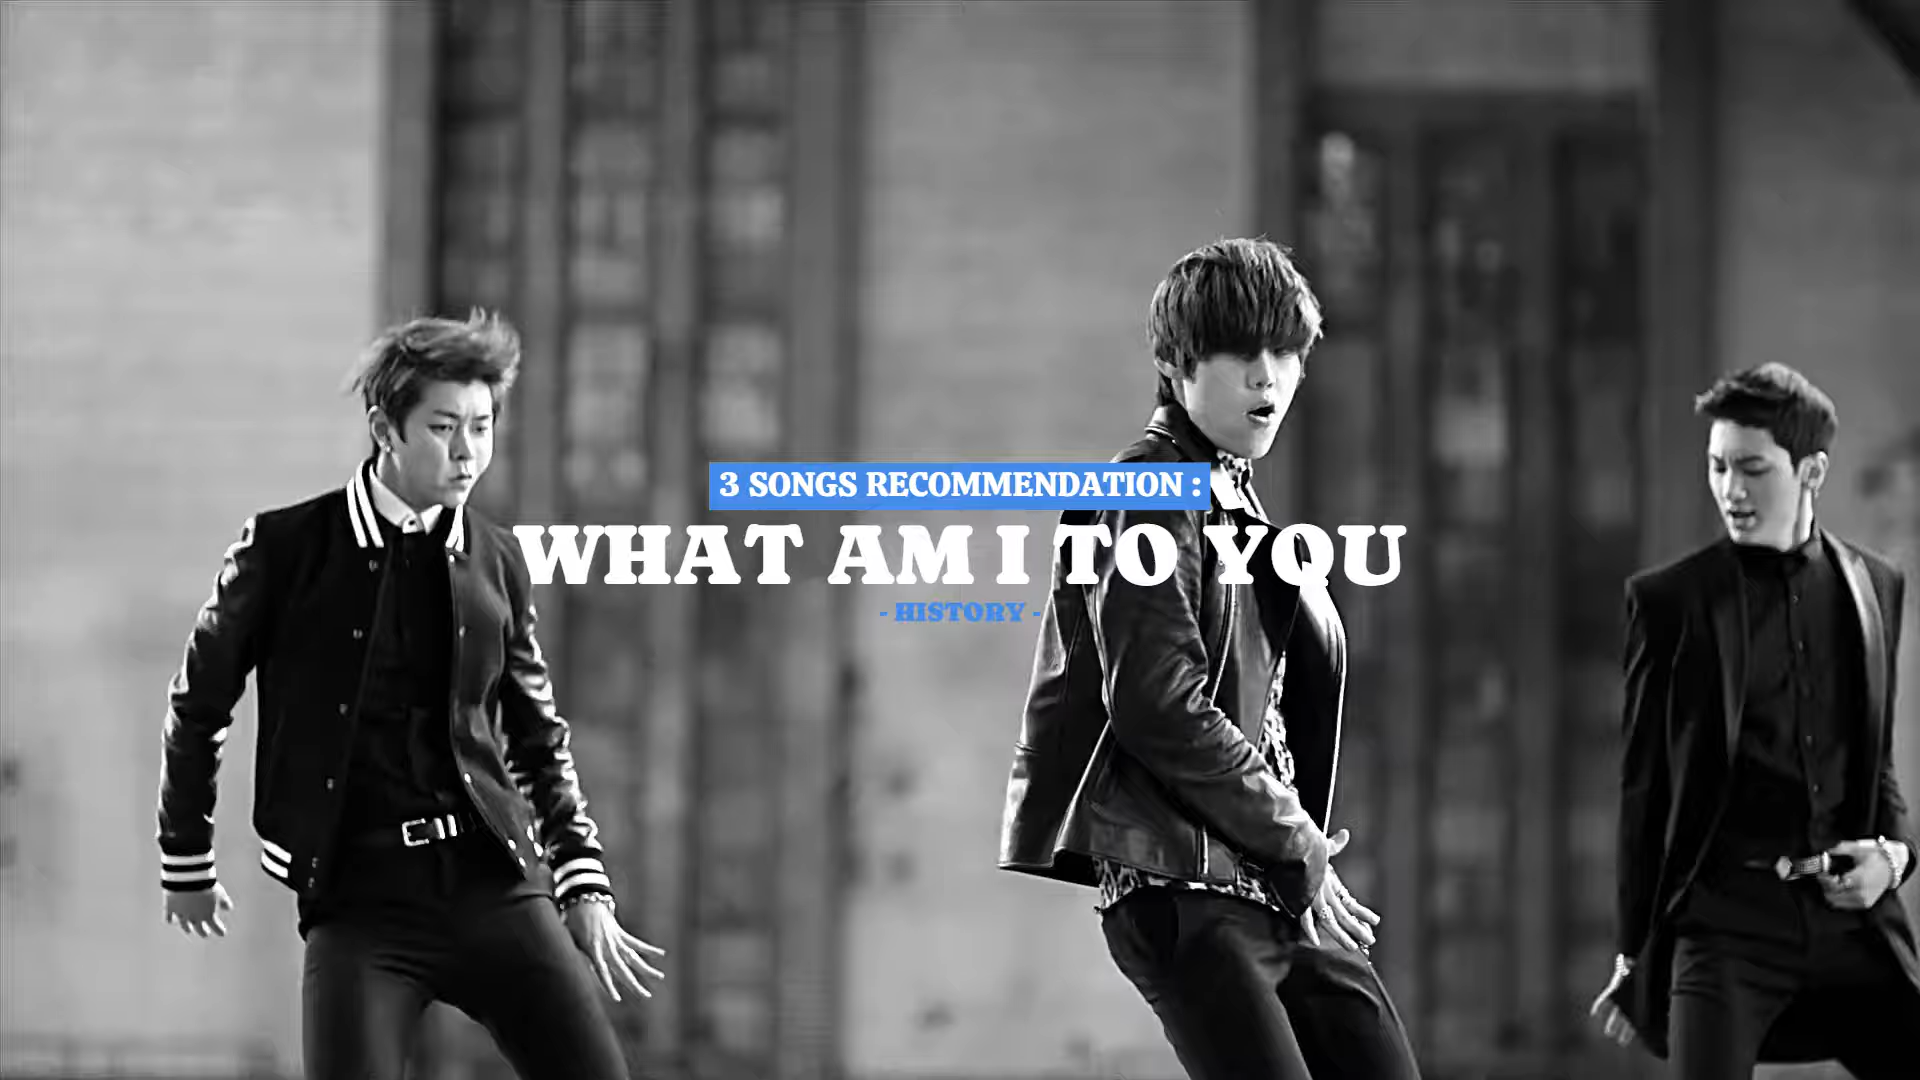 3 SONGS RECOMMENDATION :
WHAT AM I TO YOU
- HISTORY -